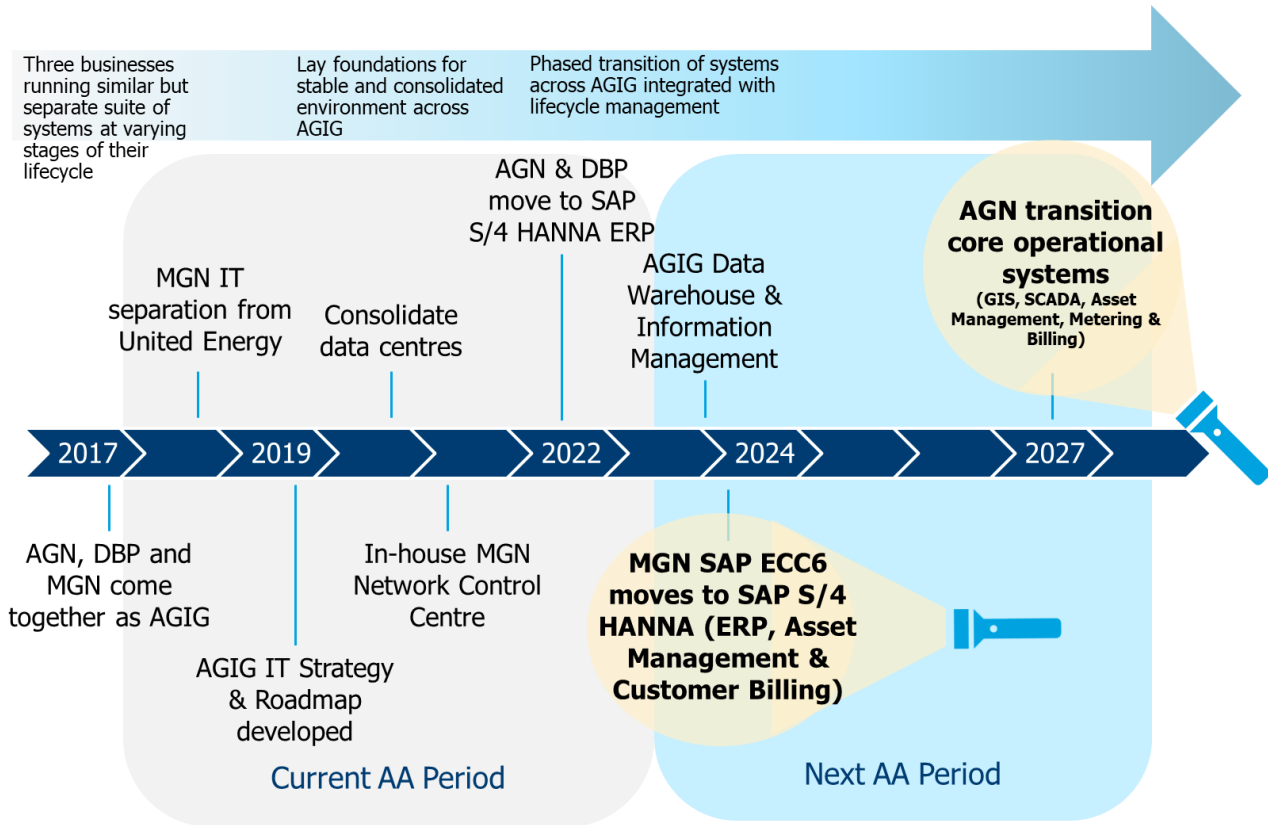 Three businesses
running similar but
separate suite of
systems at varying
stages of their
lifecycle
Lay foundations for
stable and consolidated
environment across
AGIG
Phased transition of systems
across AGIG integrated with
lifecycle management
AGN & DBP
move to SAP
S/4 HANNA ERP
MGN IT
separation from
United Energy
Consolidate
data centres
AGIG Data
Warehouse &
Information
Management
AGN transition
core operational
systems
(GIS, SCADA, Asset
Management, Metering &
Billing)
2017
2019
2022
2024
2027
AGN, DBP and
MGN come
together as AGIG
AGIG IT Strategy
& Roadmap
developed
In-house MGN
Network Control
Centre
MGN SAP ECC6
moves to SAP S/4
HANNA (ERP, Asset
Management &
Customer Billing)
Current AA Period
Next AA Period